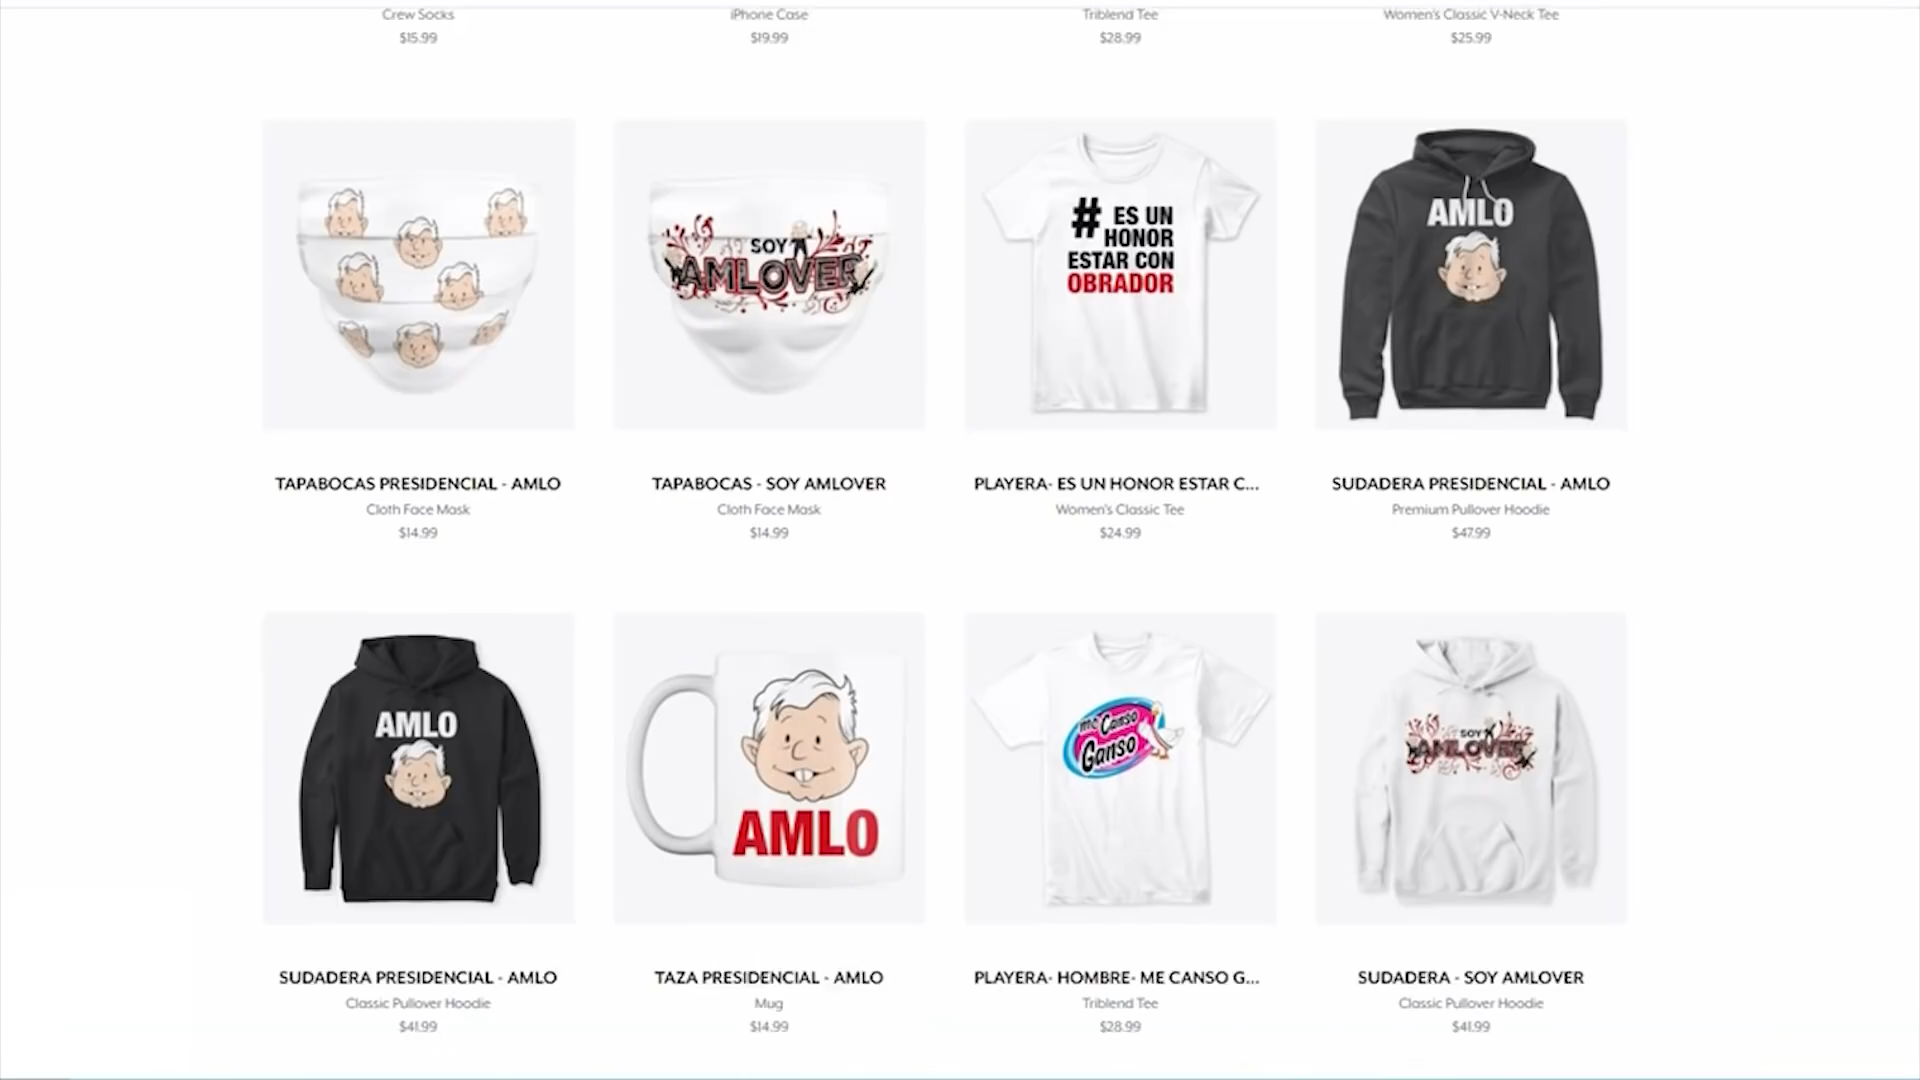 Crew Socks
$15.99
iPhone Case
$19.99
Triblend Tee
$28.99
Women's Classic V-Neck Tee
$25.99
SOY
AMLOVER
# ES UN
HONOR
ESTAR CON
OBRADOR
AMLO
TAPABOCAS PRESIDENCIAL - AMLO
Cloth Face Mask
$14.99
TAPABOCAS - SOY AMLOVER
Cloth Face Mask
$14.99
PLAYERA- ES UN HONOR ESTAR C...
Women's Classic Tee
$24.99
SUDADERA PRESIDENCIAL - AMLO
Premium Pullover Hoodie
$47.99
AMLO
AMLO
me Canso
Ganso
SOY
AMLOVER
SUDADERA PRESIDENCIAL - AMLO
Classic Pullover Hoodie
$41.99
TAZA PRESIDENCIAL - AMLO
Mug
$14.99
PLAYERA- HOMBRE- ME CANSO G...
Triblend Tee
$28.99
SUDADERA - SOY AMLOVER
Classic Pullover Hoodie
$41.99